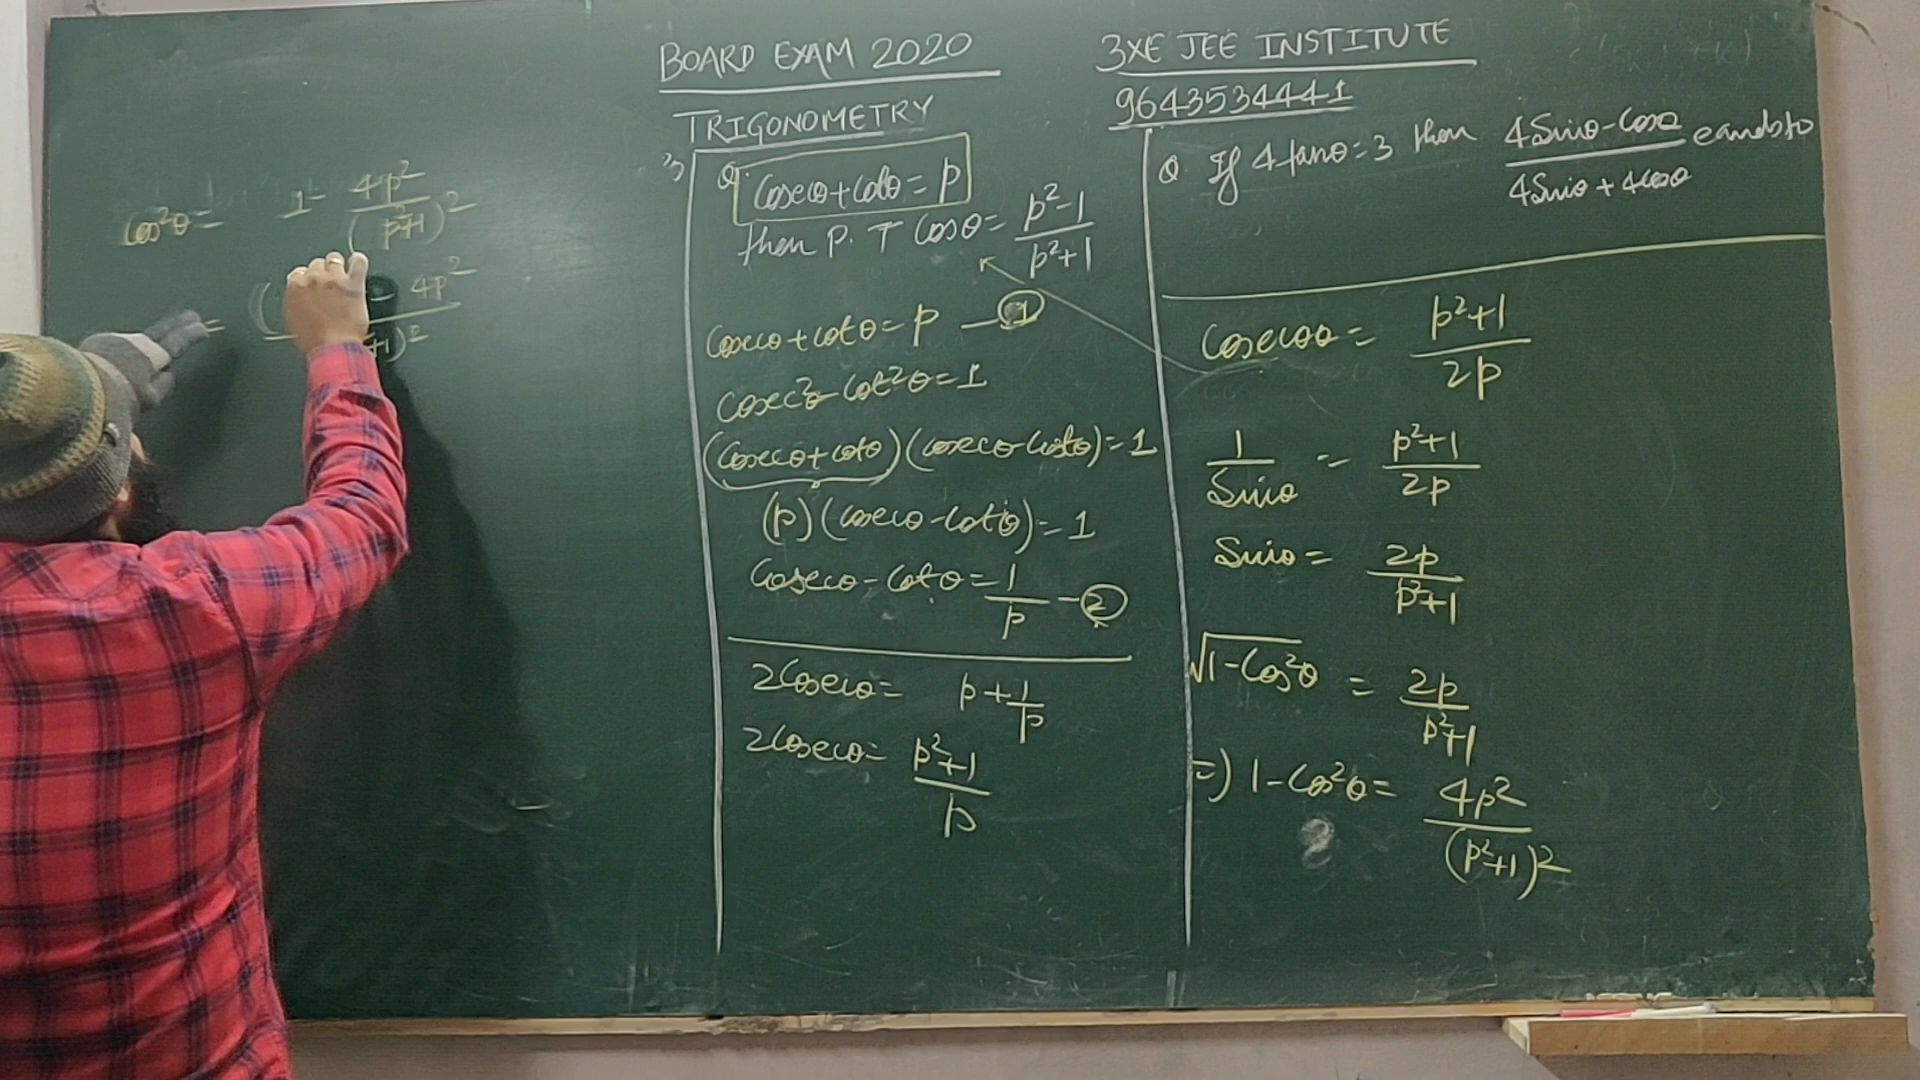 BOARD EXAM 2020
3XE JEE INSTITUTE
9643534441
TRIGONOMETRY
Q. Cosecθ+cotθ = p
then P. T Cosθ = p²-1 / p²+1
Cosecθ+cotθ = p — 1
Cosec²θ-Cot²θ=1
(Cosecθ+cotθ)(cosecθ-cotθ)=1
(p)(cosecθ-cotθ)=1
Cosecθ-Cotθ = 1/p — 2
2Cosecθ = p+1/p
2Cosecθ = p²+1 / p
Q If 4tanθ=3 then 4Sinθ-Cosθ / 4Sinθ+4Cosθ
Cosecθ = p²+1 / 2p
1 / Sinθ = p²+1 / 2p
Sinθ = 2p / p²+1
√1-Cos²θ = 2p / p²+1
=) 1-Cos²θ = 4p² / (p²+1)²
Cos²θ = 1- 4p² / (p²+1)²
= ( - 4p² / +1)²